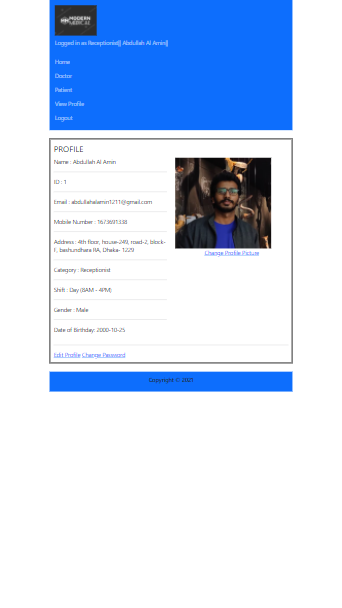 MODERN
MEDICAL
Logged in as Receptionist[[ Abdullah Al Amin]]
Home
Doctor
Patient
View Profile
Logout
PROFILE
Name : Abdullah Al Amin
ID : 1
Email : abdullahalamin1211@gmail.com
Mobile Number : 1673691338
Address : 4th floor, house-249, road-2, block-
F, bashundhara RA, Dhaka- 1229
Category : Receptionist
Shift : Day (8AM - 4PM)
Gender : Male
Date of Birthday: 2000-10-25
Change Profile Picture
Edit Profile Change Password
Copyright © 2021